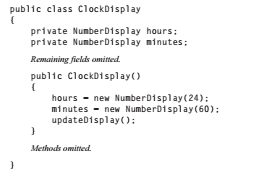 public class ClockDisplay
{
private NumberDisplay hours;
private NumberDisplay minutes;
Remaining fields omitted.
public ClockDisplay()
{
hours = new NumberDisplay(24);
minutes = new NumberDisplay(60);
updateDisplay();
}
Methods omitted.
}